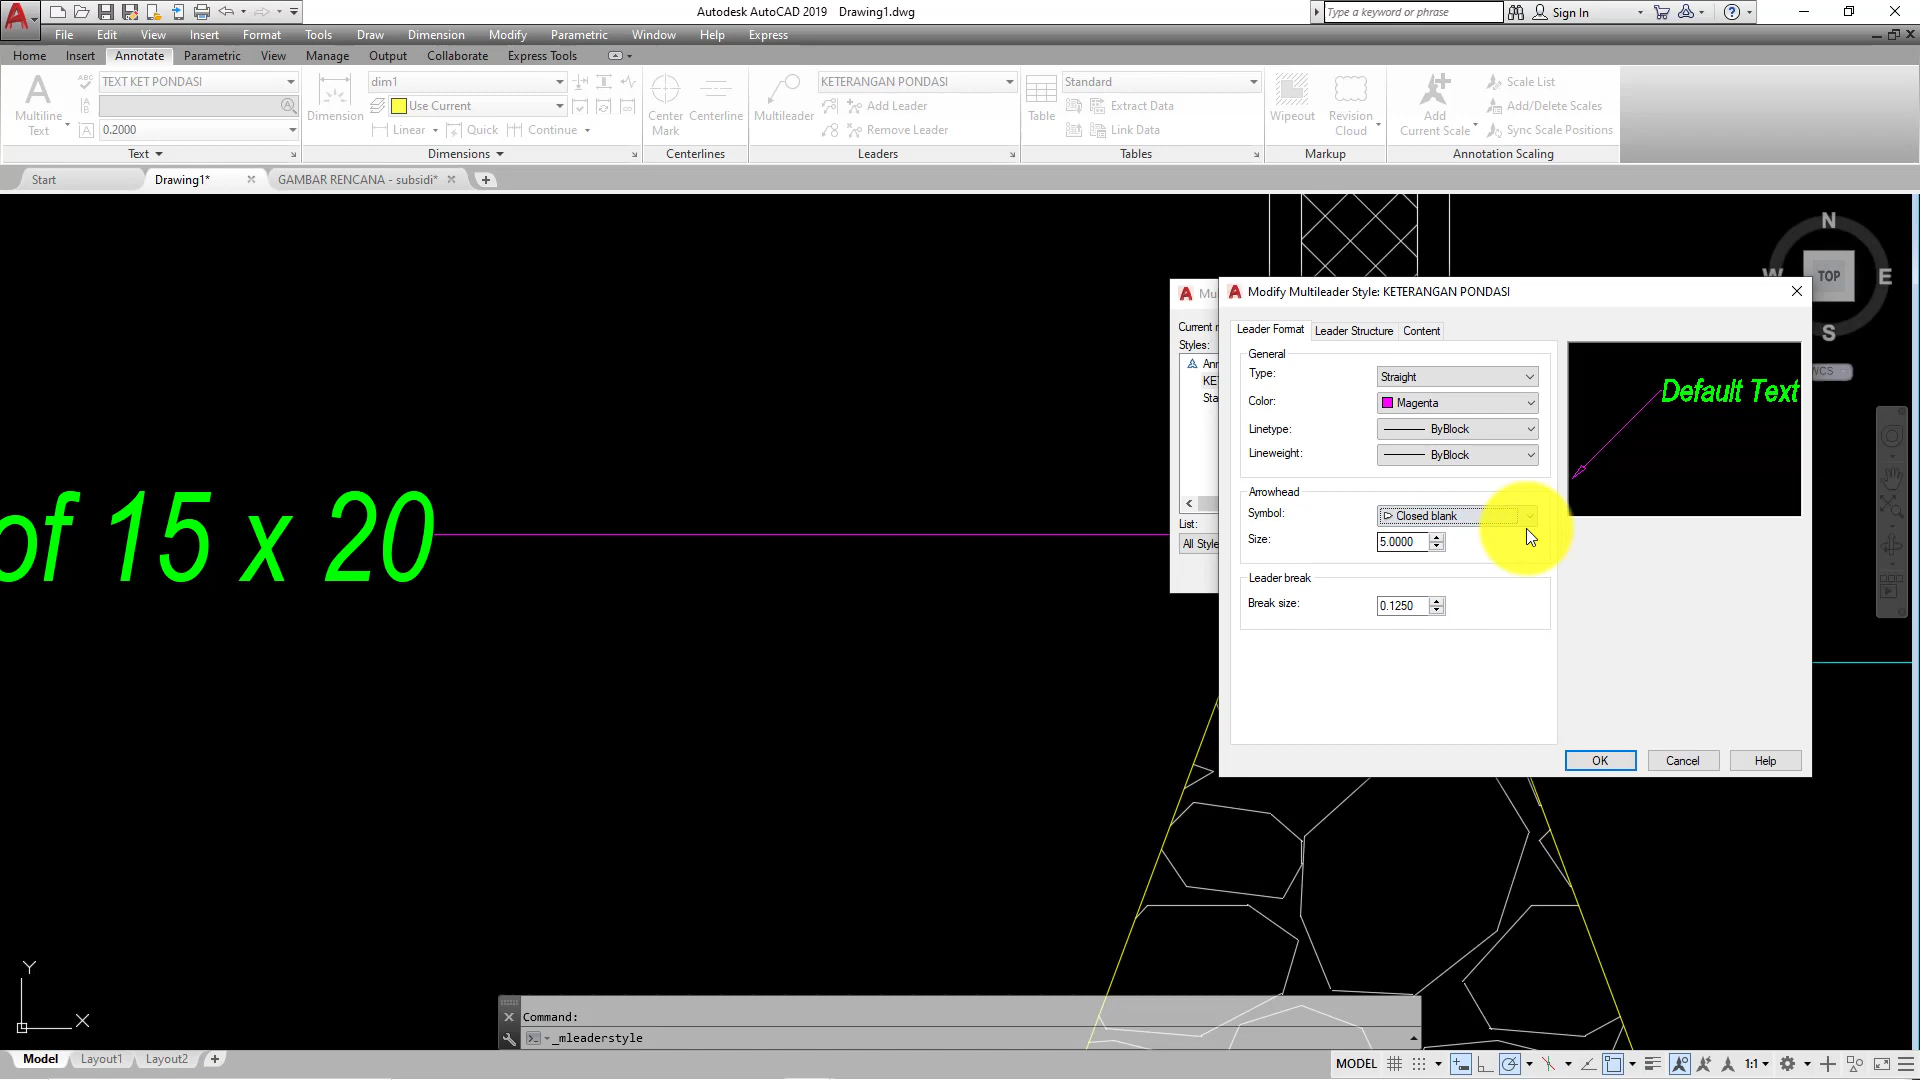 Autodesk AutoCAD 2019 Drawing1.dwg
Type a keyword or phrase
Sign In
File Edit View Insert Format Tools Draw Dimension Modify Parametric Window Help Express
Home Insert Annotate Parametric View Manage Output Collaborate Express Tools
Multiline Text
TEXT KET PONDASI
0.2000
Text
Dimension
dim1
Use Current
Linear Quick Continue
Dimensions
Center Mark
Centerline
Centerlines
Multileader
KETERANGAN PONDASI
Add Leader
Remove Leader
Leaders
Table
Standard
Extract Data
Link Data
Tables
Wipeout
Revision Cloud
Markup
Add Current Scale
Scale List
Add/Delete Scales
Sync Scale Positions
Annotation Scaling
Start Drawing1* GAMBAR RENCANA - subsidi*
N
W TOP E
S
WCS
of 15 x 20
Mu
Current r
Styles:
Ann
KE
Sta
List:
All Style
Modify Multileader Style: KETERANGAN PONDASI
Leader Format Leader Structure Content
General
Type: Straight
Color: Magenta
Linetype: ByBlock
Lineweight: ByBlock
Arrowhead
Symbol: Closed blank
Size: 5.0000
Leader break
Break size: 0.1250
Default Text
OK Cancel Help
Y
X
Command:
_mleaderstyle
Model Layout1 Layout2
MODEL 1:1